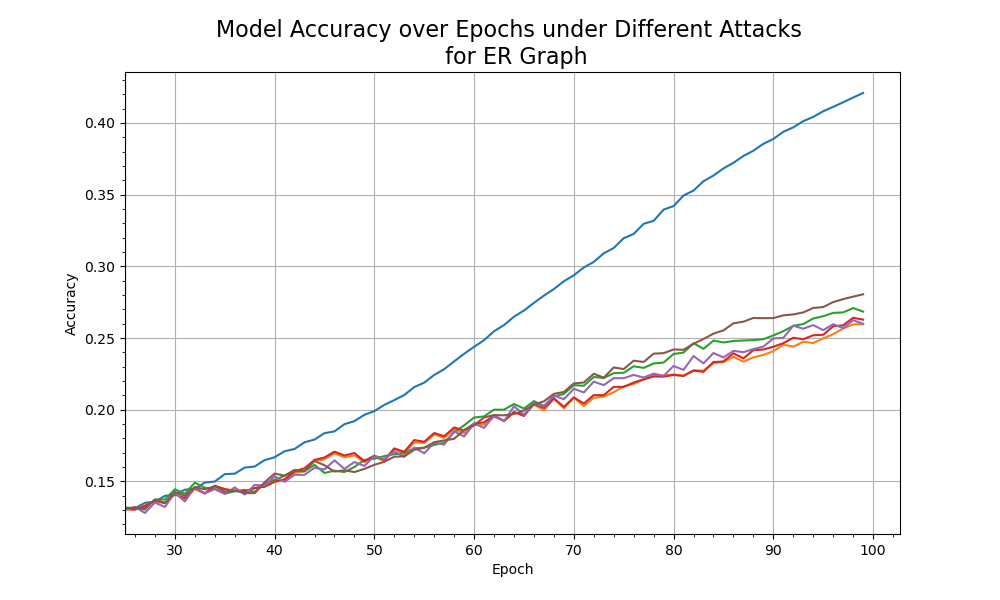 Model Accuracy over Epochs under Different Attacks
for ER Graph
Accuracy
0.40
0.35
0.30
0.25
0.20
0.15
30 40 50 60 70 80 90 100
Epoch